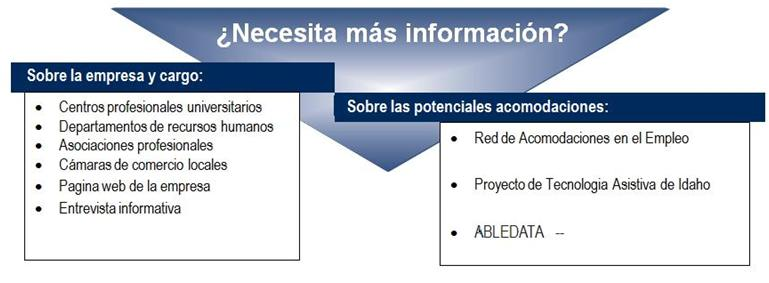 ¿Necesita más información?
Sobre la empresa y cargo:
• Centros profesionales universitarios
• Departamentos de recursos humanos
• Asociaciones profesionales
• Cámaras de comercio locales
• Pagina web de la empresa
• Entrevista informativa
Sobre las potenciales acomodaciones:
• Red de Acomodaciones en el Empleo
• Proyecto de Tecnologia Asistiva de Idaho
• ABLEDATA --